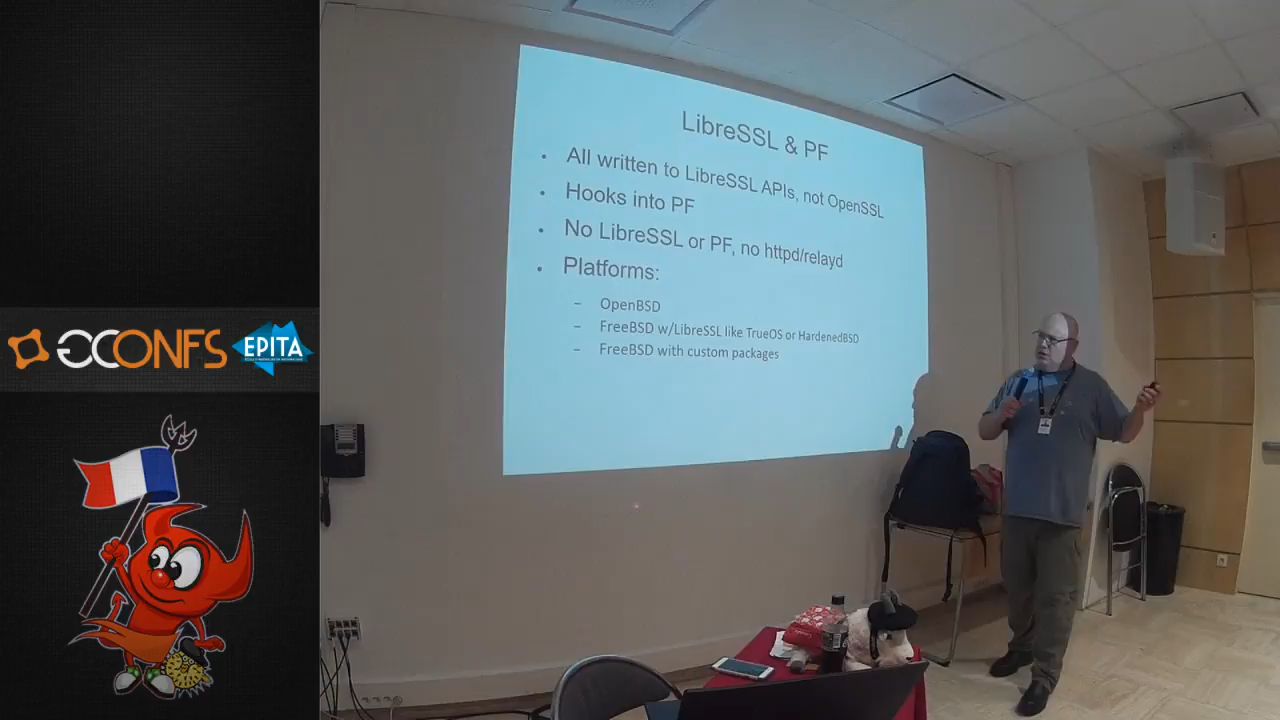 LibreSSL & PF
• All written to LibreSSL APIs, not OpenSSL
• Hooks into PF
• No LibreSSL or PF, no httpd/relayd
• Platforms:
– OpenBSD
– FreeBSD w/LibreSSL like TrueOS or HardenedBSD
– FreeBSD with custom packages
GCONFS
EPITA